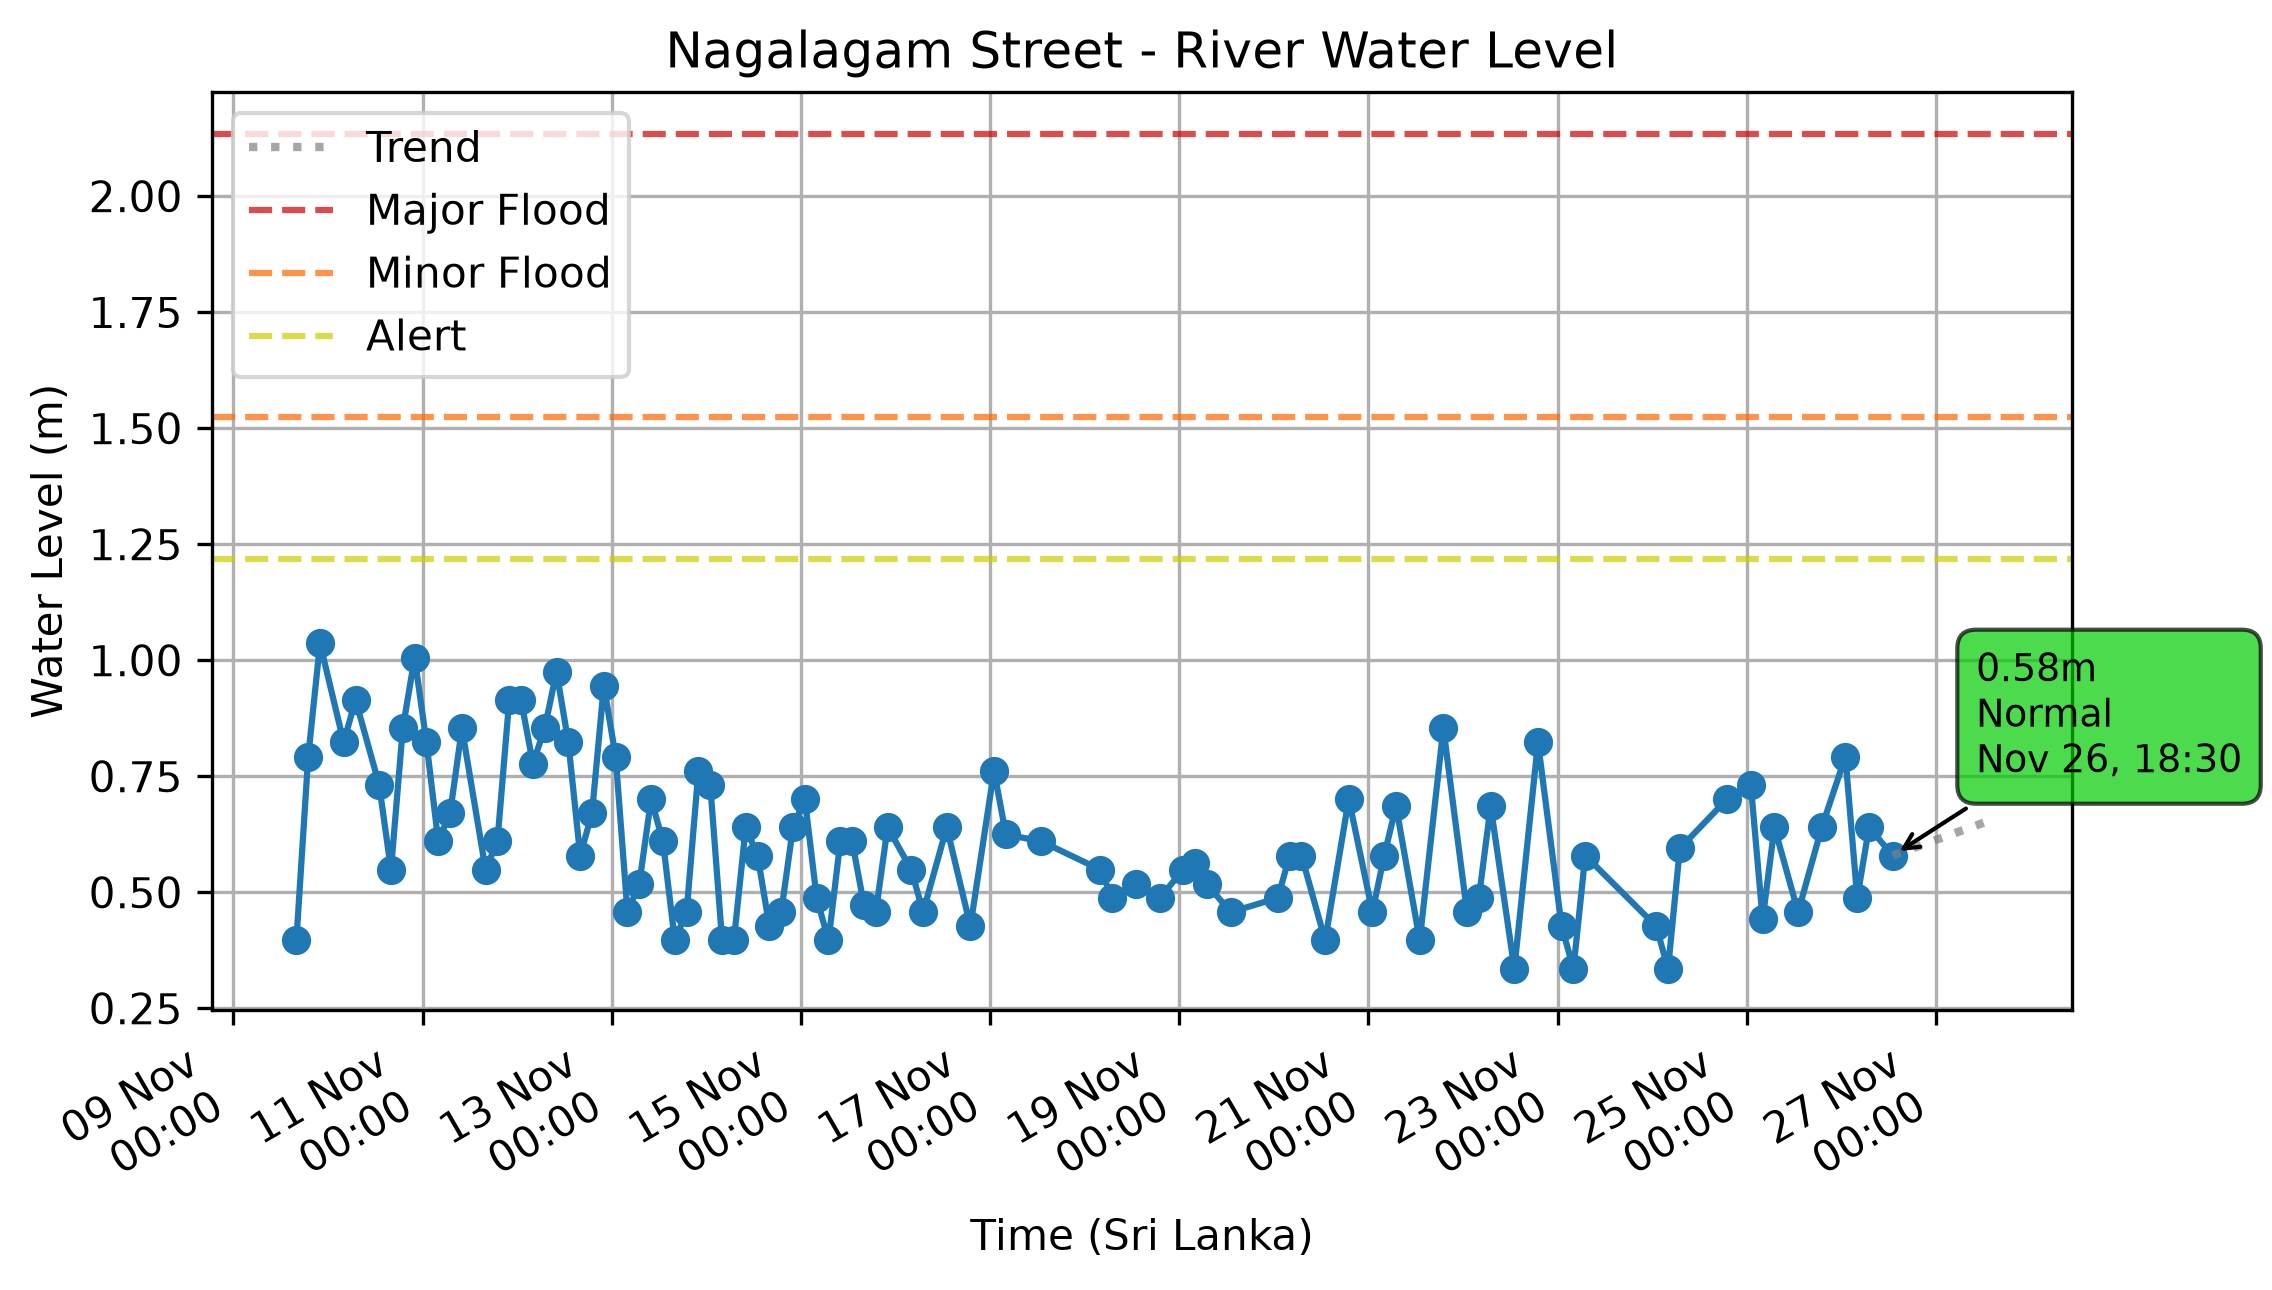 Nagalagam Street - River Water Level
Trend
Major Flood
Minor Flood
Alert
Water Level (m)
2.00
1.75
1.50
1.25
1.00
0.75
0.50
0.25
0.58m
Normal
Nov 26, 18:30
09 Nov
00:00
11 Nov
00:00
13 Nov
00:00
15 Nov
00:00
17 Nov
00:00
19 Nov
00:00
21 Nov
00:00
23 Nov
00:00
25 Nov
00:00
27 Nov
00:00
Time (Sri Lanka)